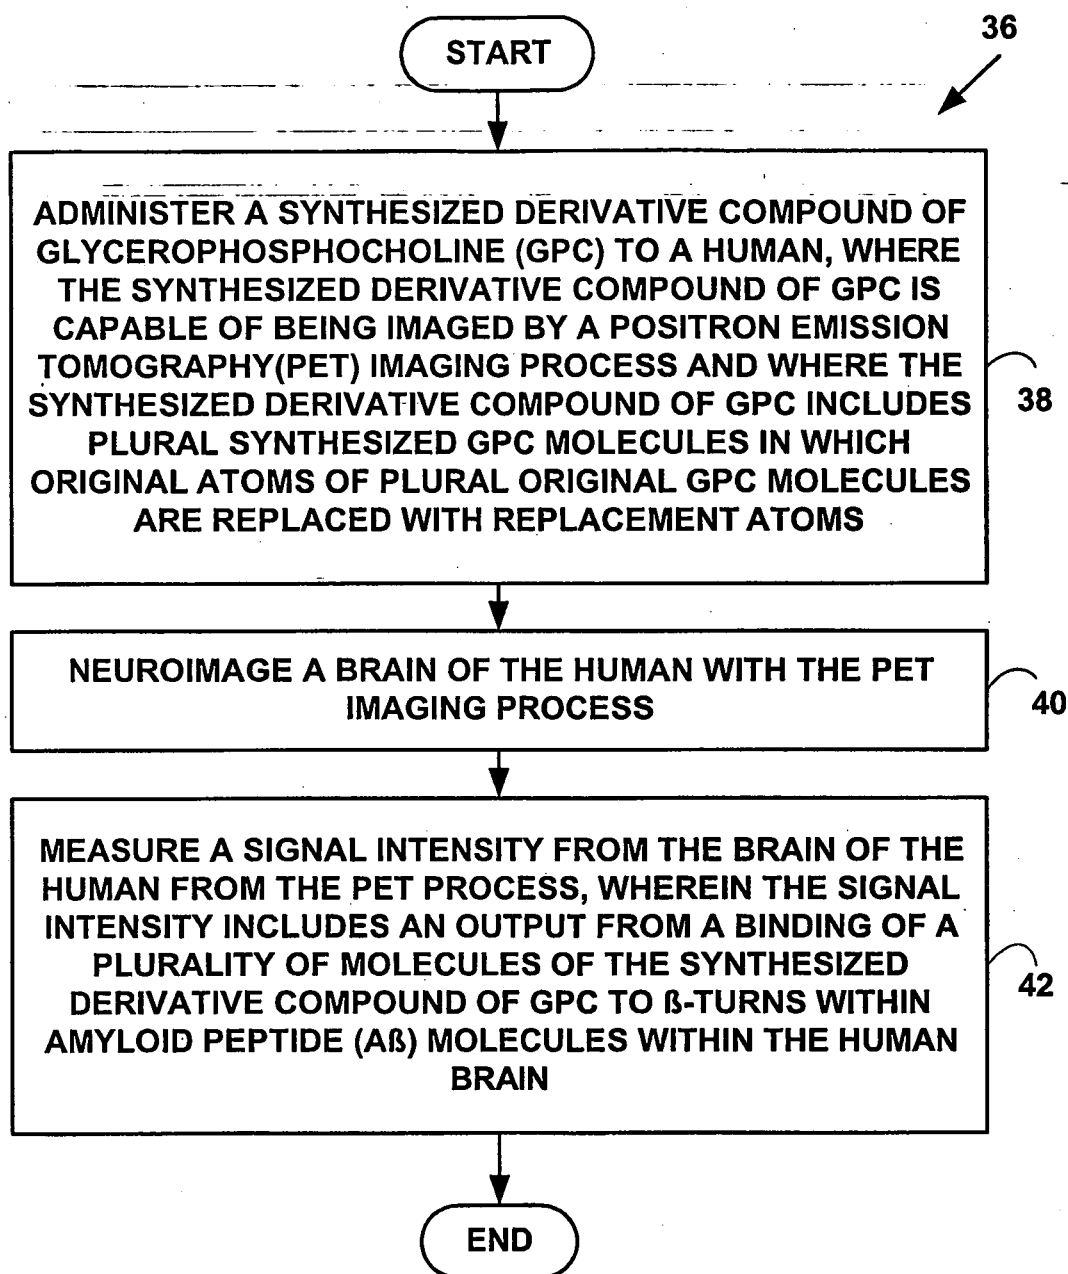 START
36
ADMINISTER A SYNTHESIZED DERIVATIVE COMPOUND OF
GLYCEROPHOSPHOCHOLINE (GPC) TO A HUMAN, WHERE
THE SYNTHESIZED DERIVATIVE COMPOUND OF GPC IS
CAPABLE OF BEING IMAGED BY A POSITRON EMISSION
TOMOGRAPHY(PET) IMAGING PROCESS AND WHERE THE
SYNTHESIZED DERIVATIVE COMPOUND OF GPC INCLUDES
PLURAL SYNTHESIZED GPC MOLECULES IN WHICH
ORIGINAL ATOMS OF PLURAL ORIGINAL GPC MOLECULES
ARE REPLACED WITH REPLACEMENT ATOMS
38
NEUROIMAGE A BRAIN OF THE HUMAN WITH THE PET
IMAGING PROCESS
40
MEASURE A SIGNAL INTENSITY FROM THE BRAIN OF THE
HUMAN FROM THE PET PROCESS, WHEREIN THE SIGNAL
INTENSITY INCLUDES AN OUTPUT FROM A BINDING OF A
PLURALITY OF MOLECULES OF THE SYNTHESIZED
DERIVATIVE COMPOUND OF GPC TO ß-TURNS WITHIN
AMYLOID PEPTIDE (Aß) MOLECULES WITHIN THE HUMAN
BRAIN
42
END